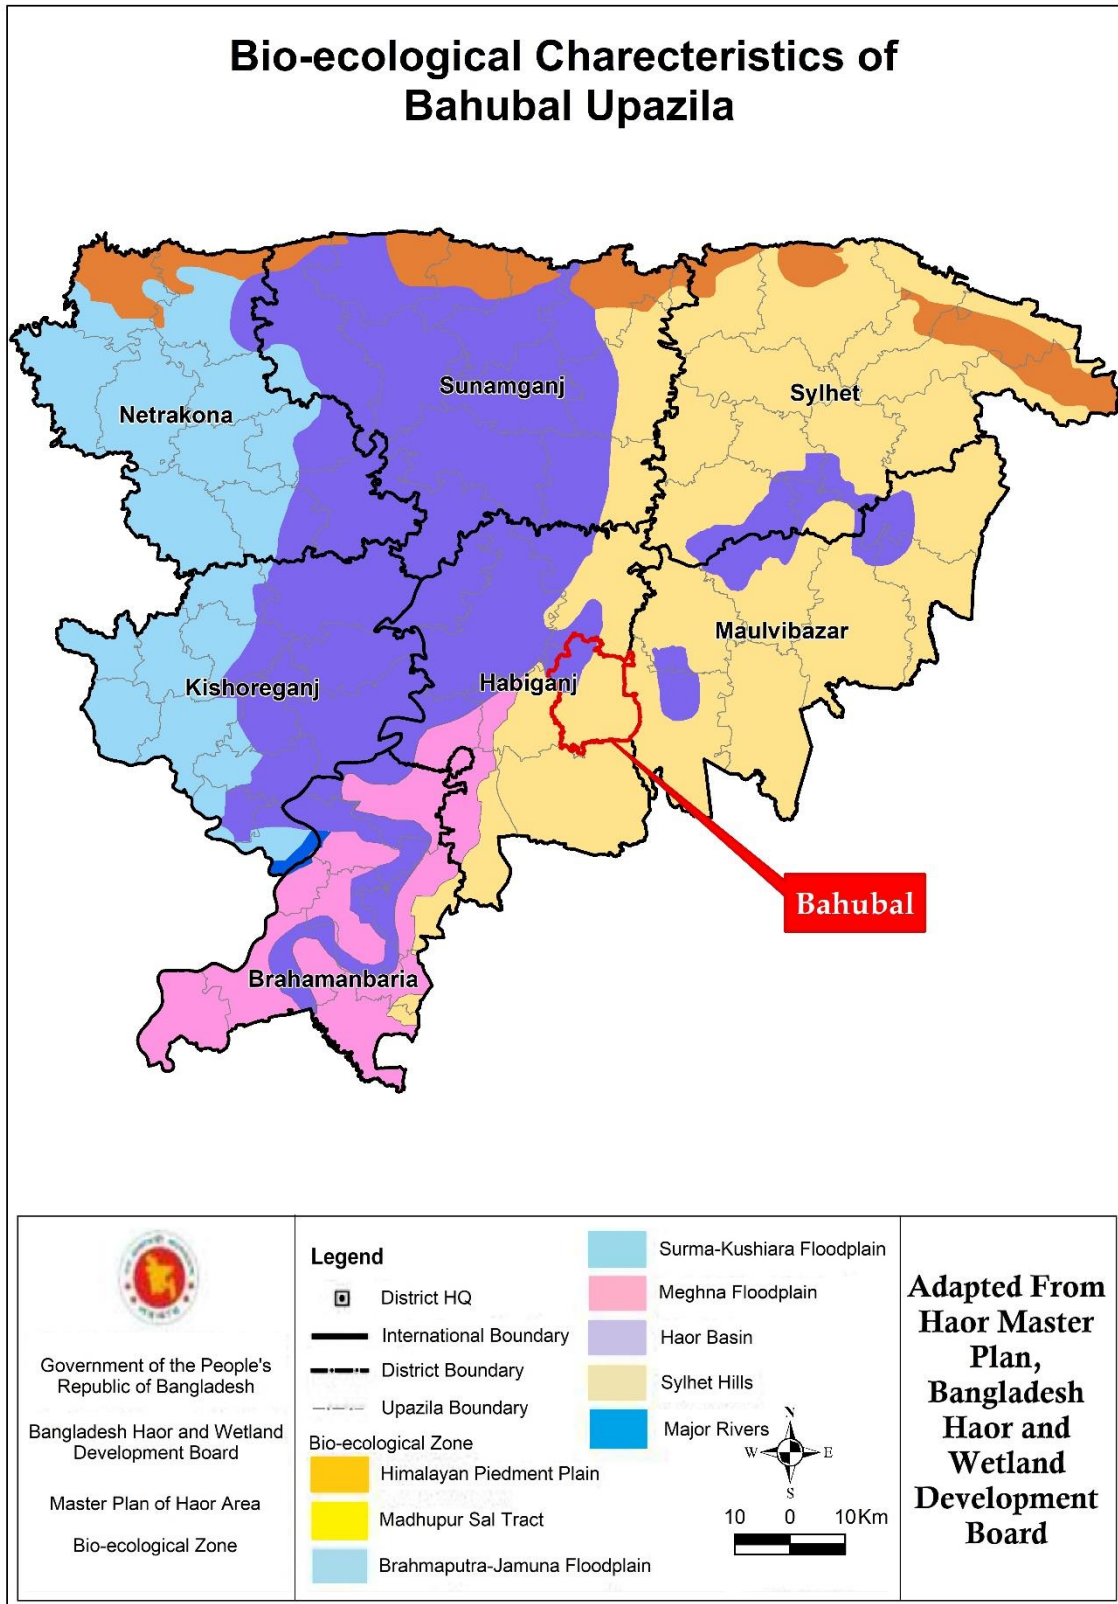 Bio-ecological Charecteristics of
Bahubal Upazila
Netrakona
Sunamganj
Sylhet
Kishoreganj
Habiganj
Maulvibazar
Bahubal
Brahamanbaria
Government of the People's
Republic of Bangladesh
Bangladesh Haor and Wetland
Development Board
Master Plan of Haor Area
Bio-ecological Zone
Legend
District HQ
International Boundary
District Boundary
Upazila Boundary
Bio-ecological Zone
Himalayan Piedment Plain
Madhupur Sal Tract
Brahmaputra-Jamuna Floodplain
Surma-Kushiara Floodplain
Meghna Floodplain
Haor Basin
Sylhet Hills
Major Rivers
N
W E
S
10 0 10 Km
Adapted From
Haor Master
Plan,
Bangladesh
Haor and
Wetland
Development
Board